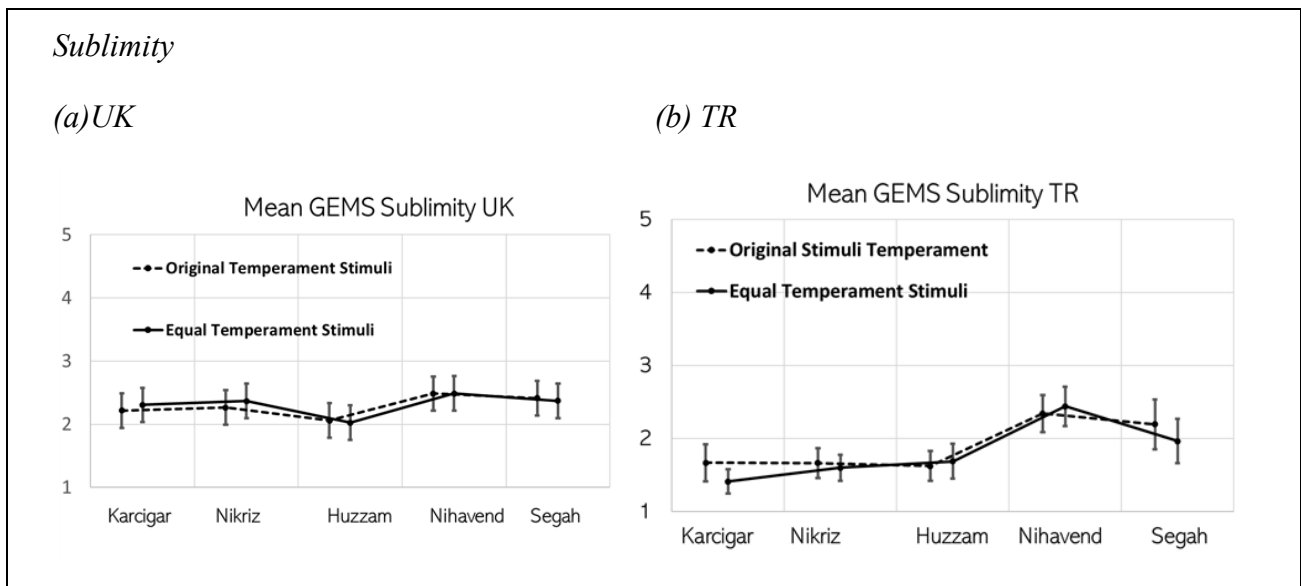 Sublimity
(a)UK
(b) TR
Mean GEMS Sublimity UK
5
4
3
2
1
Original Temperament Stimuli
Equal Temperament Stimuli
Karcigar Nikriz Huzzam Nihavend Segah
Mean GEMS Sublimity TR
5
4
3
2
1
Original Stimuli Temperament
Equal Temperament Stimuli
Karcigar Nikriz Huzzam Nihavend Segah